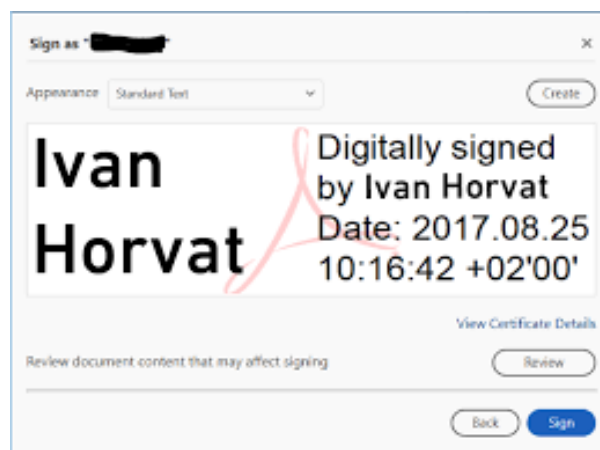 Sign as "
Appearance Standard Text Create
Ivan
Horvat
Digitally signed
by Ivan Horvat
Date: 2017.08.25
10:16:42 +02'00'
View Certificate Details
Review document content that may affect signing Review
Back Sign